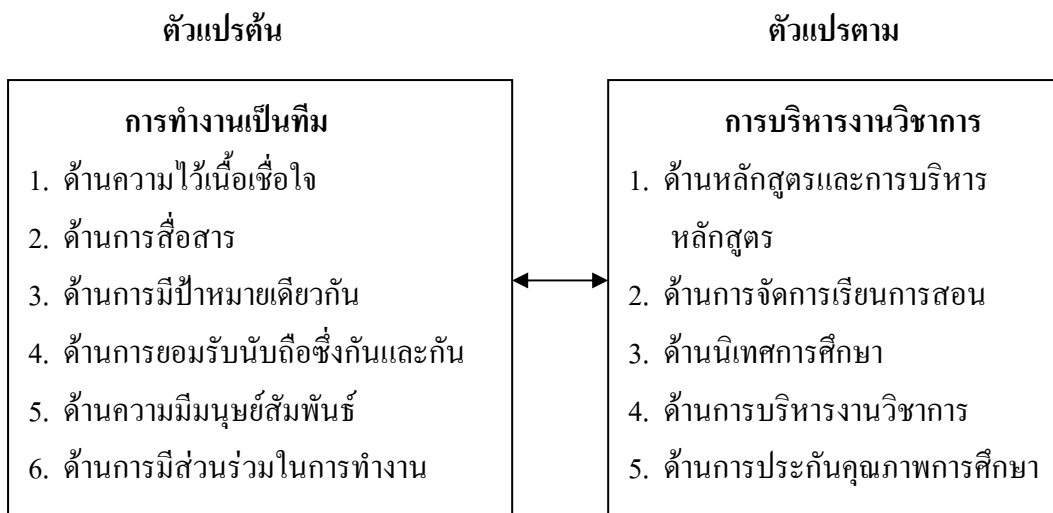 ตัวแปรต้น
ตัวแปรตาม
การทำงานเป็นทีม
1. ด้านความไว้เนื้อเชื่อใจ
2. ด้านการสื่อสาร
3. ด้านการมีเป้าหมายเดียวกัน
4. ด้านการยอมรับนับถือซึ่งกันและกัน
5. ด้านความมีมนุษย์สัมพันธ์
6. ด้านการมีส่วนร่วมในการทำงาน
การบริหารงานวิชาการ
1. ด้านหลักสูตรและการบริหาร
หลักสูตร
2. ด้านการจัดการเรียนการสอน
3. ด้านนิเทศการศึกษา
4. ด้านการบริหารงานวิชาการ
5. ด้านการประกันคุณภาพการศึกษา